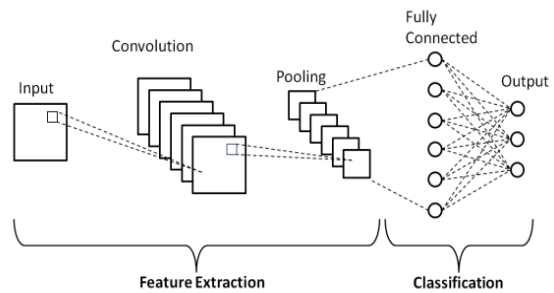 Input
Convolution
Pooling
Fully
Connected
Output
Feature Extraction
Classification